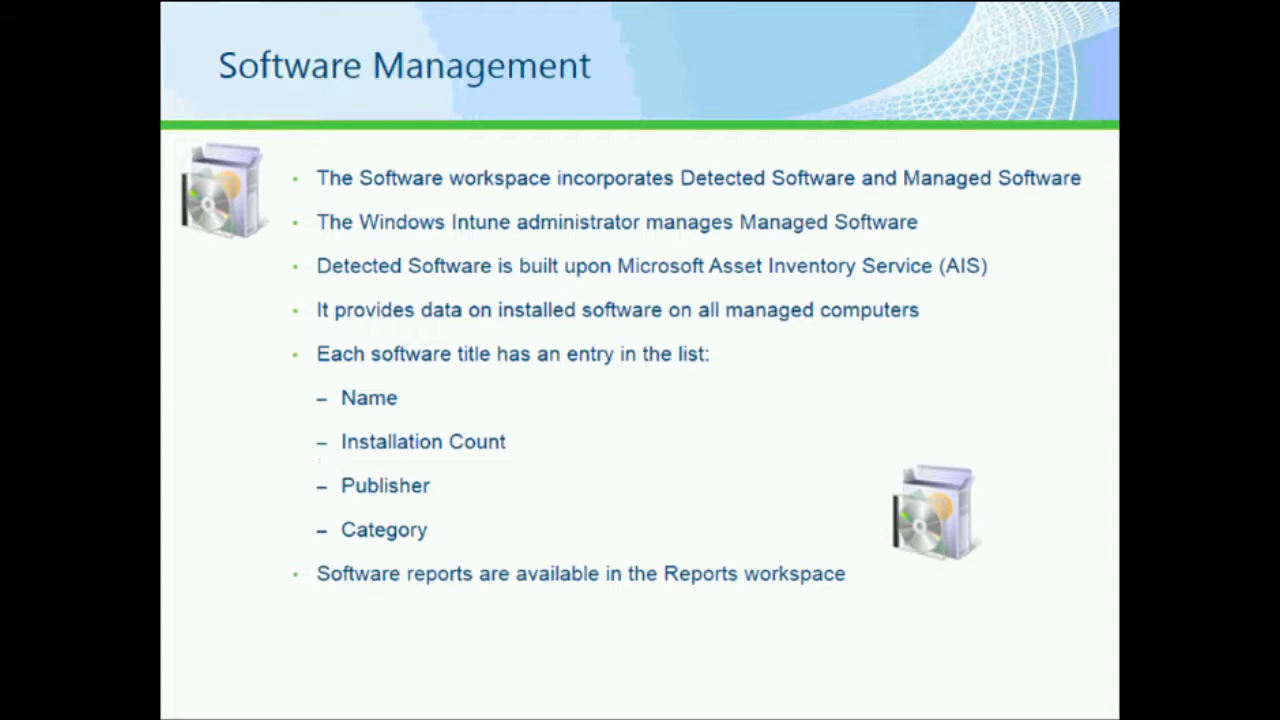 Software Management
• The Software workspace incorporates Detected Software and Managed Software
• The Windows Intune administrator manages Managed Software
• Detected Software is built upon Microsoft Asset Inventory Service (AIS)
• It provides data on installed software on all managed computers
• Each software title has an entry in the list:
– Name
– Installation Count
– Publisher
– Category
• Software reports are available in the Reports workspace